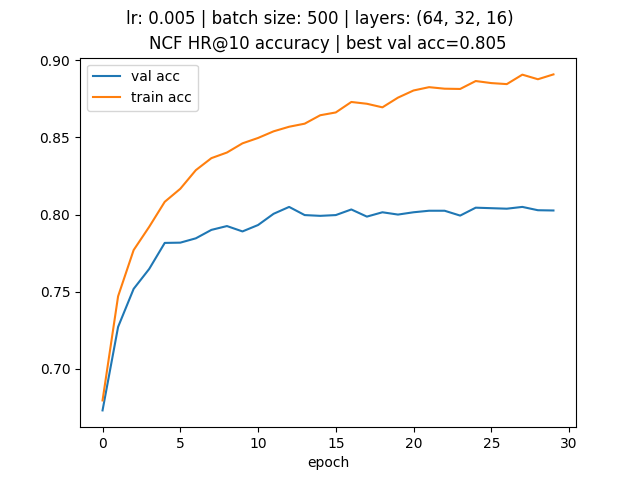 lr: 0.005 | batch size: 500 | layers: (64, 32, 16)
NCF HR@10 accuracy | best val acc=0.805
0.90
0.85
0.80
0.75
0.70
val acc
train acc
0 5 10 15 20 25 30
epoch